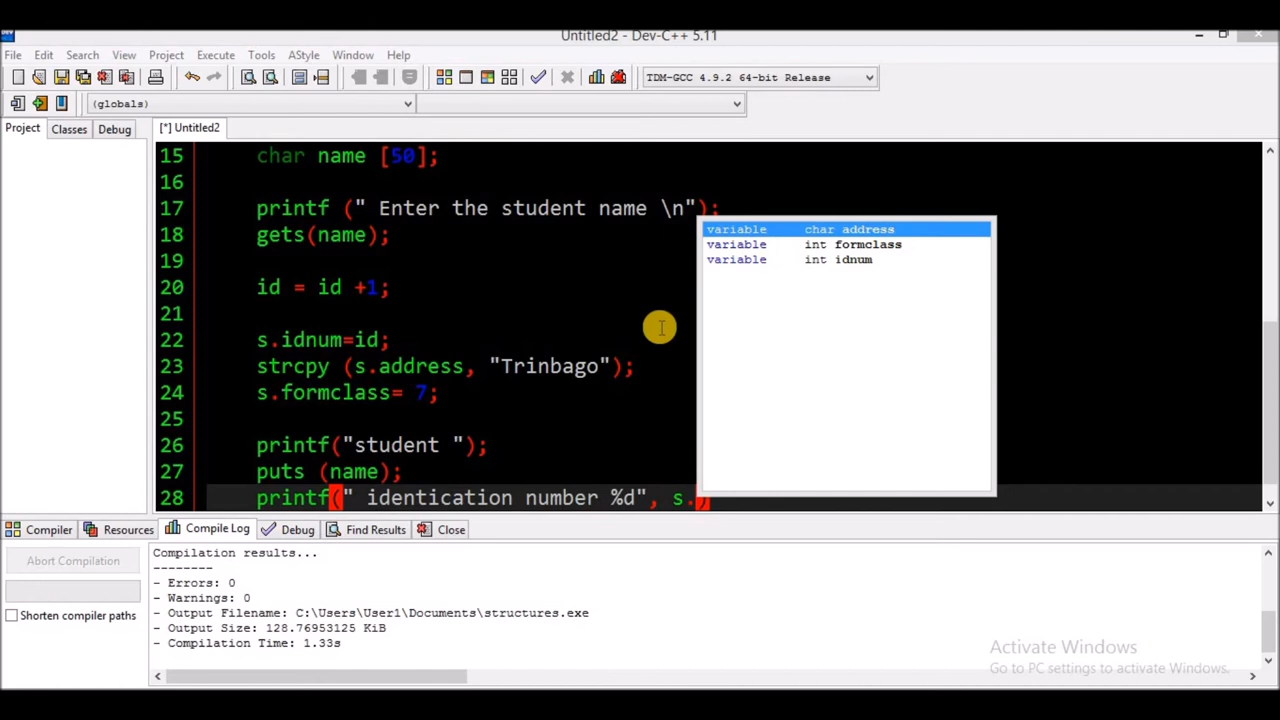 DEV
Untitled2 - Dev-C++ 5.11
File Edit Search View Project Execute Tools AStyle Window Help
TDM-GCC 4.9.2 64-bit Release
(globals)
Project Classes Debug [*] Untitled2
15 char name [50];
16
17 printf (" Enter the student name \n");
18 gets(name);
19
20 id = id +1;
21
22 s.idnum=id;
23 strcpy (s.address, "Trinbago");
24 s.formclass= 7;
25
26 printf("student ");
27 puts (name);
28 printf(" identication number %d", s.)
variable char address
variable int formclass
variable int idnum
Compiler Resources Compile Log Debug Find Results Close
Abort Compilation
Shorten compiler paths
Compilation results...
--------
- Errors: 0
- Warnings: 0
- Output Filename: C:\Users\User1\Documents\structures.exe
- Output Size: 128.76953125 KiB
- Compilation Time: 1.33s
Activate Windows
Go to PC settings to activate Windows.